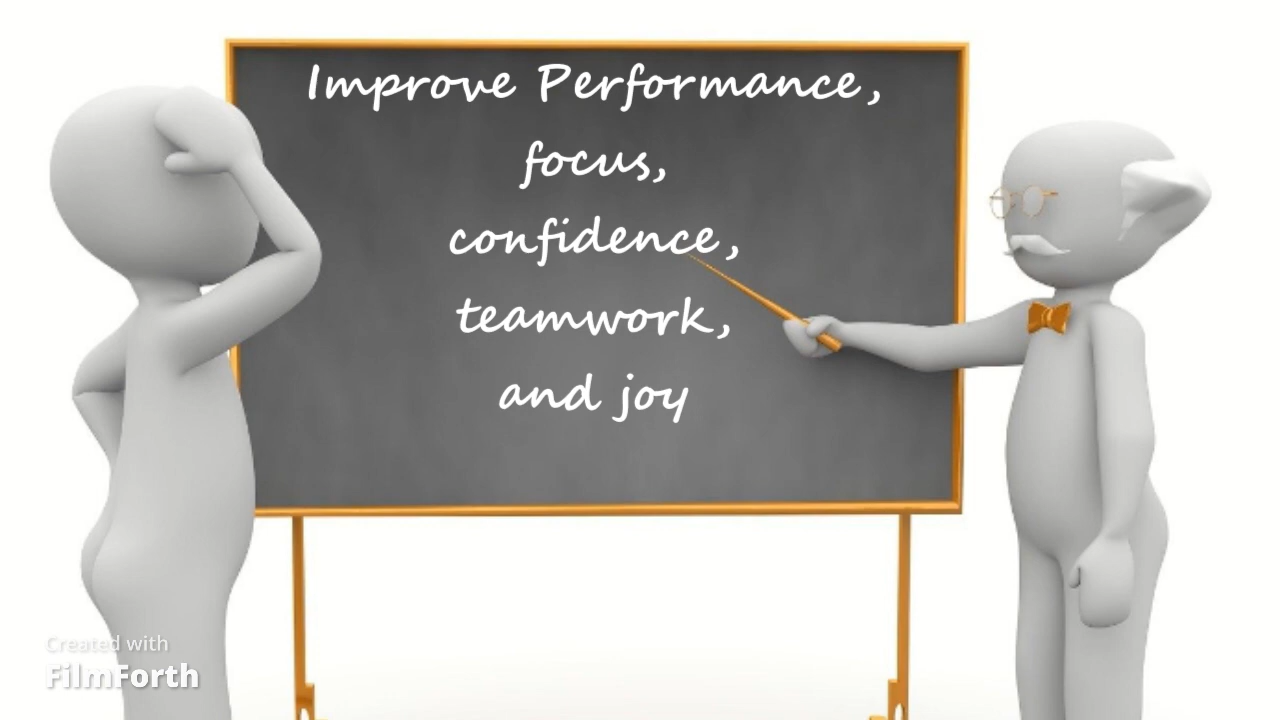 Improve Performance,
focus,
confidence,
teamwork,
and joy
Created with
FilmForth